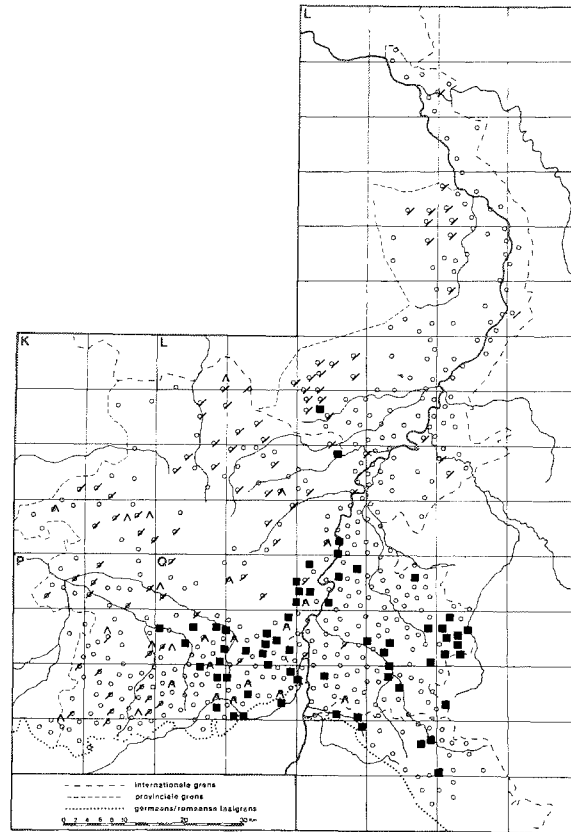 L
K L
P Q
internationale grens
provinciale grens
germaans/romaanse taalgrens
0 2 4 6 8 10 20 30 KM